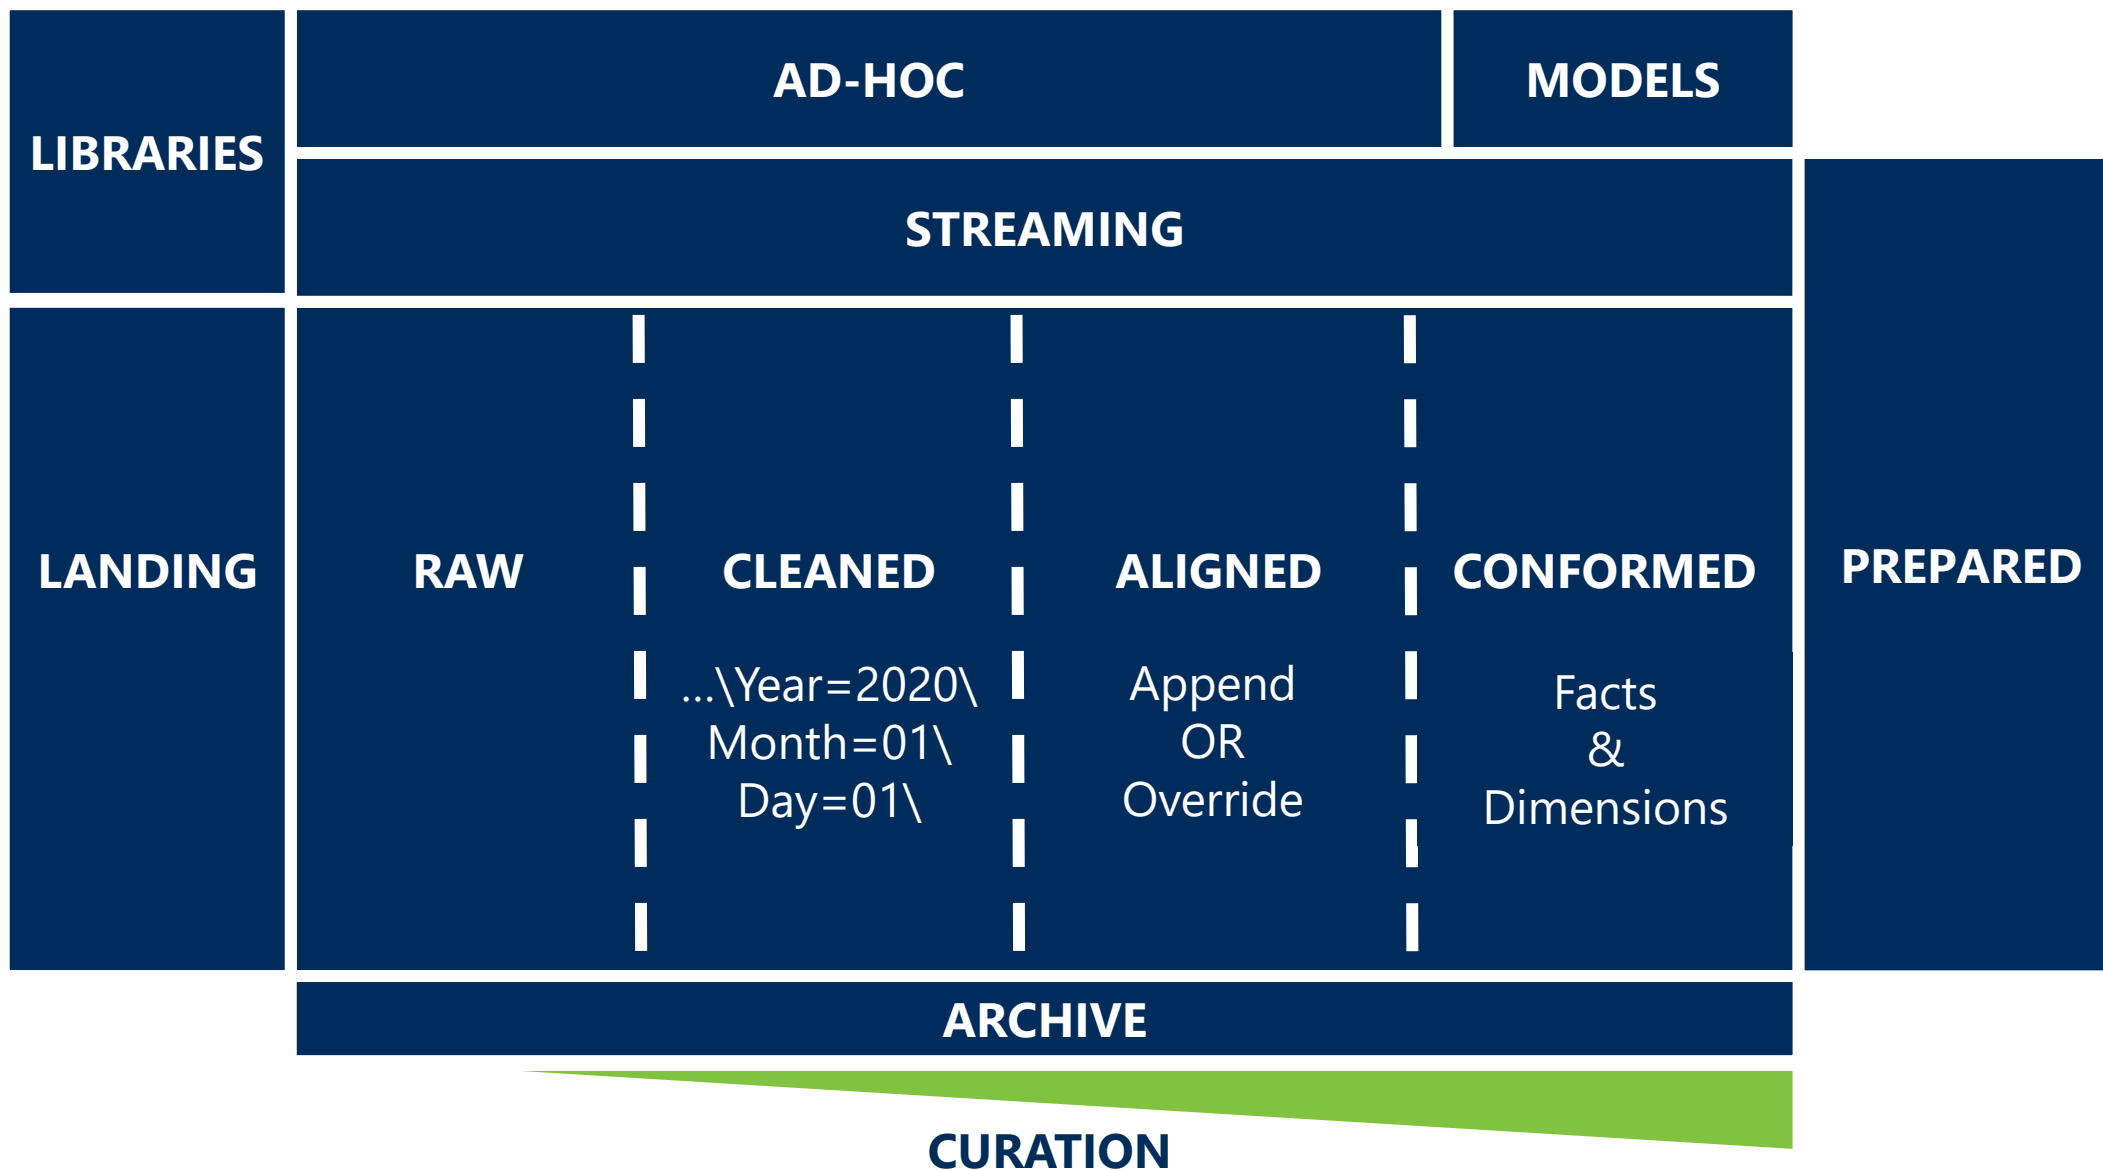 LIBRARIES
AD-HOC
MODELS
STREAMING
LANDING
RAW
CLEANED
...\Year=2020\
Month=01\
Day=01\
ALIGNED
Append
OR
Override
CONFORMED
Facts
&
Dimensions
PREPARED
ARCHIVE
CURATION